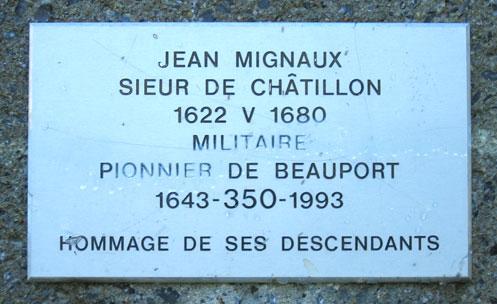 JEAN MIGNAUX
SIEUR DE CHÂTILLON
1622 V 1680
MILITAIRE
PIONNIER DE BEAUPORT
1643-350-1993
HOMMAGE DE SES DESCENDANTS